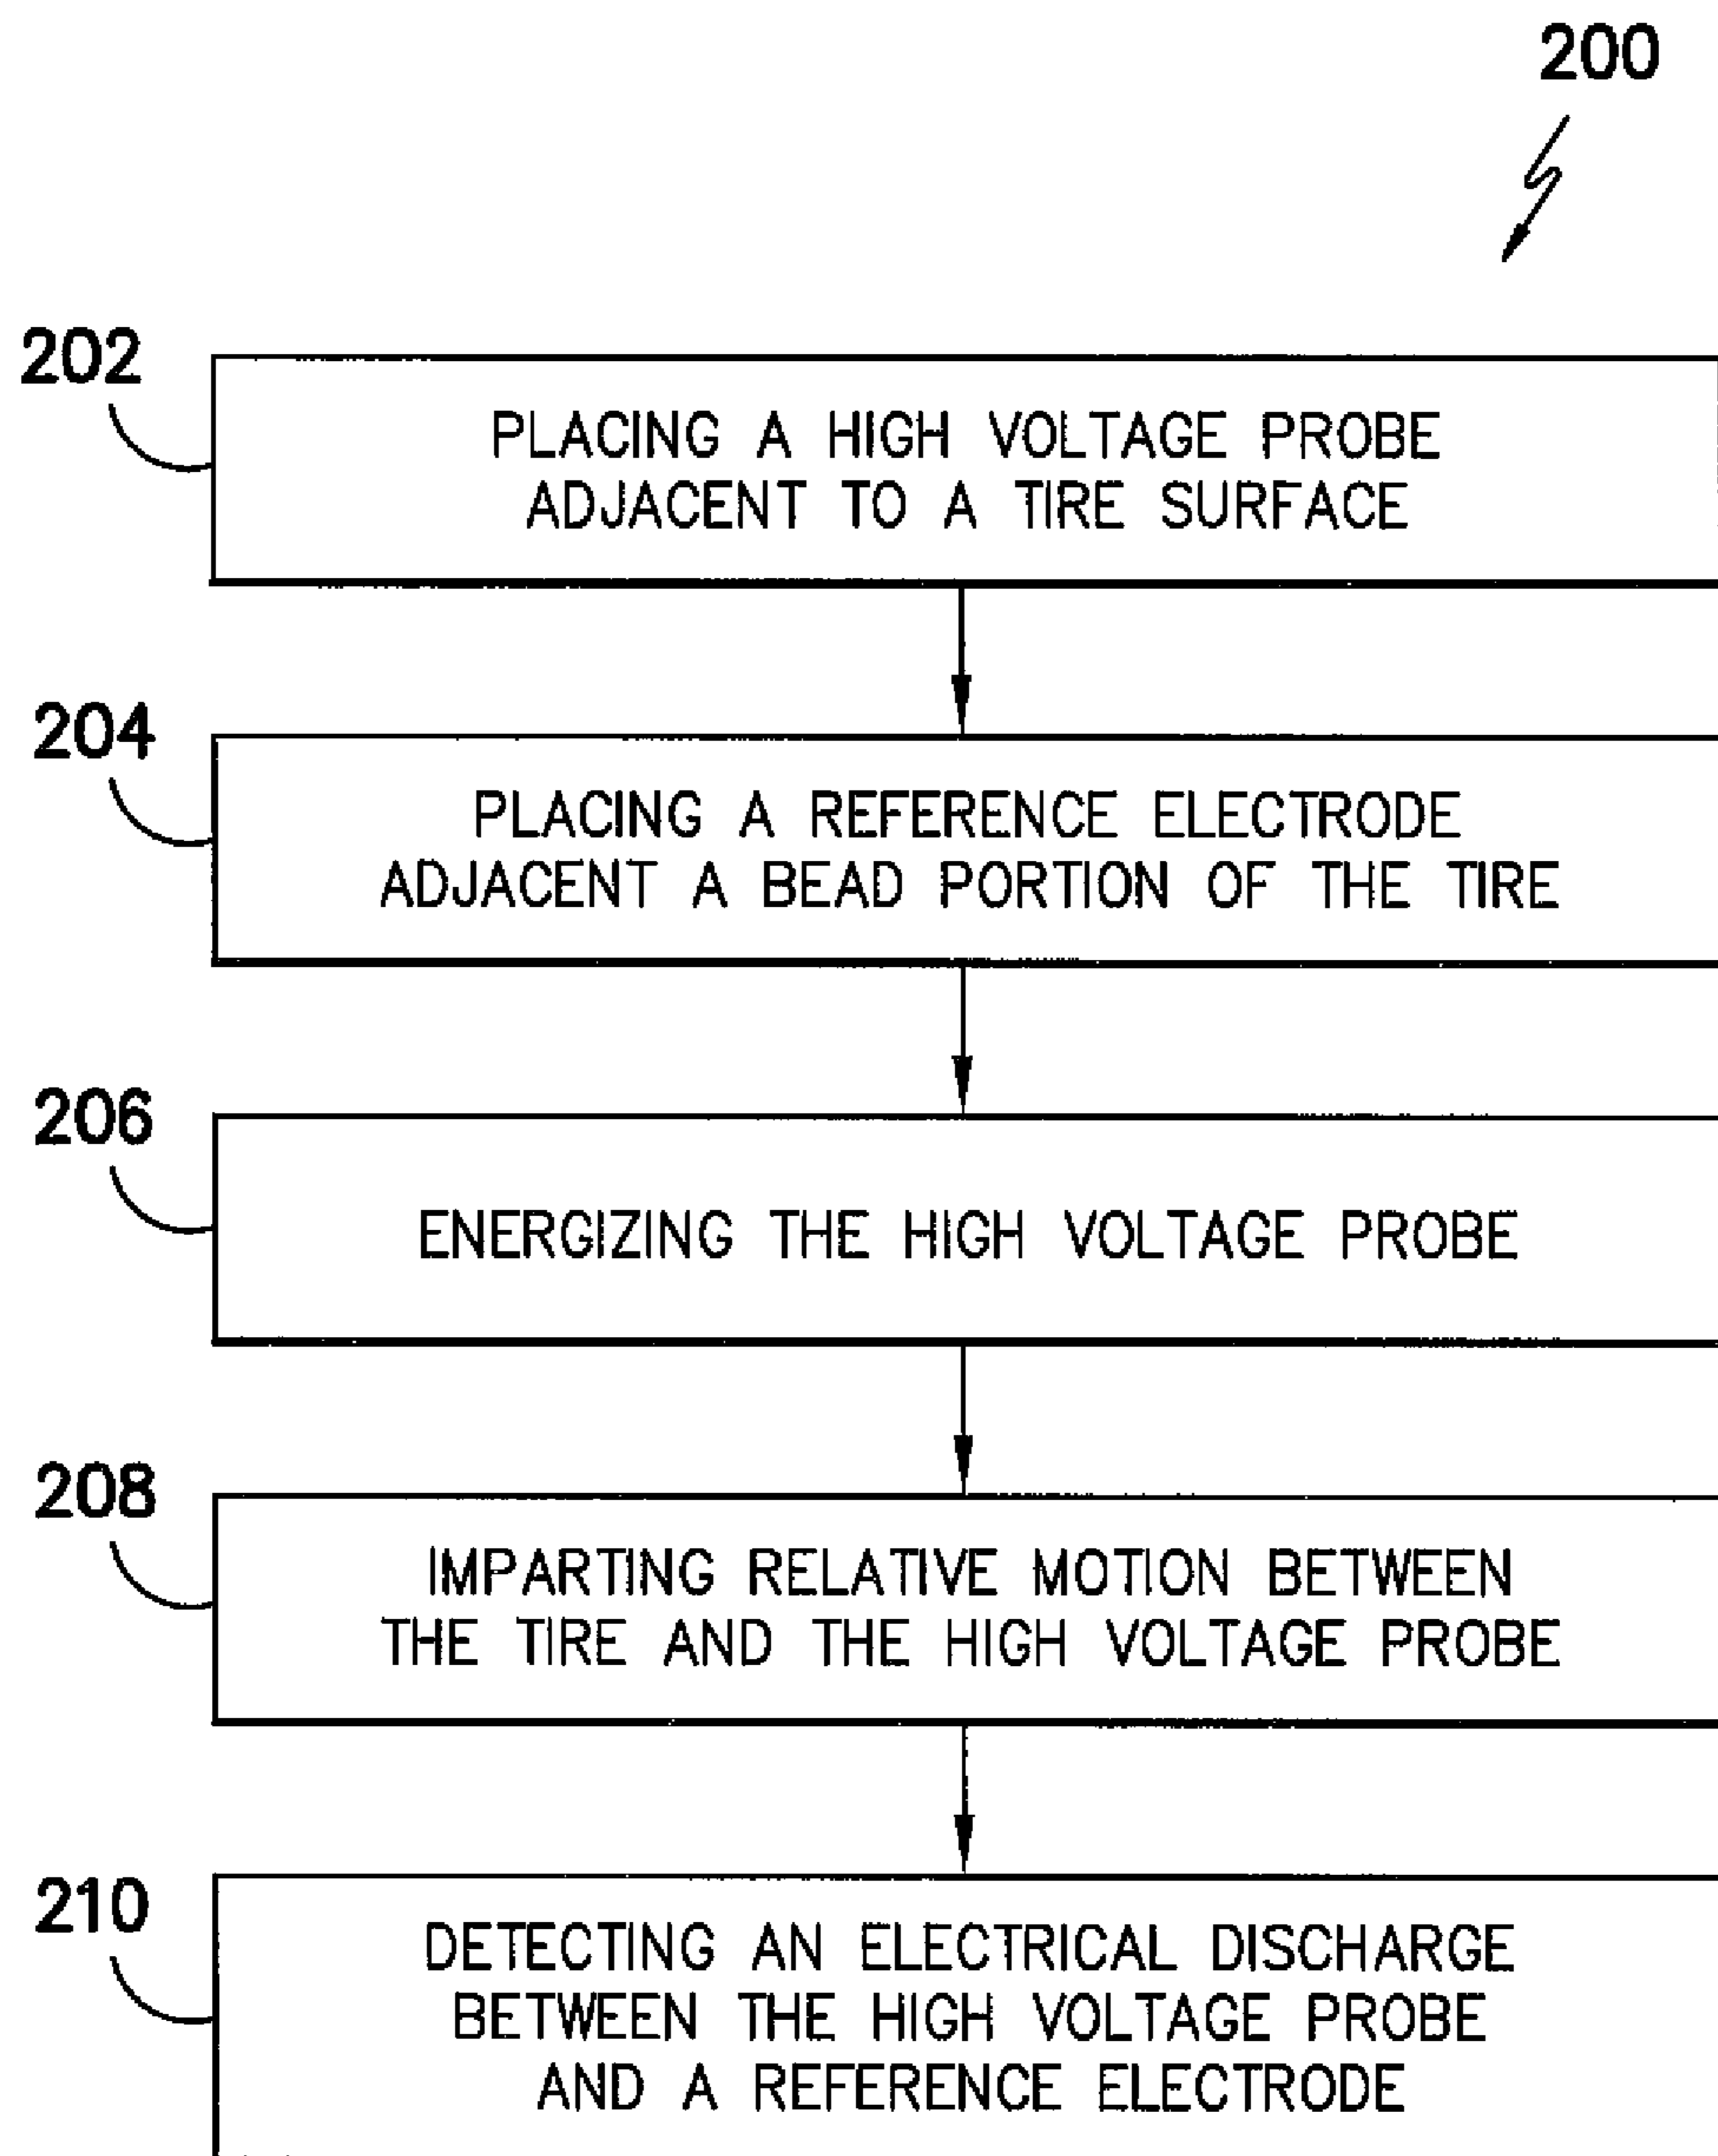 200
202
PLACING A HIGH VOLTAGE PROBE
ADJACENT TO A TIRE SURFACE
204
PLACING A REFERENCE ELECTRODE
ADJACENT A BEAD PORTION OF THE TIRE
206
ENERGIZING THE HIGH VOLTAGE PROBE
208
IMPARTING RELATIVE MOTION BETWEEN
THE TIRE AND THE HIGH VOLTAGE PROBE
210
DETECTING AN ELECTRICAL DISCHARGE
BETWEEN THE HIGH VOLTAGE PROBE
AND A REFERENCE ELECTRODE